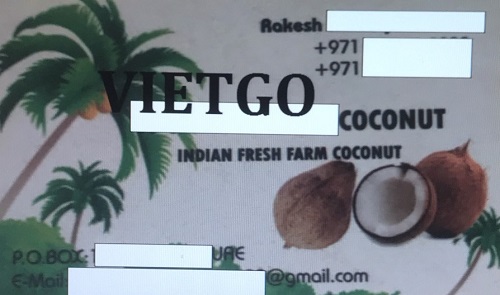 Rakesh
+971
+971
VIETGO
COCONUT
INDIAN FRESH FARM COCONUT
P.O.BOX: UAE
E-Mail: @gmail.com